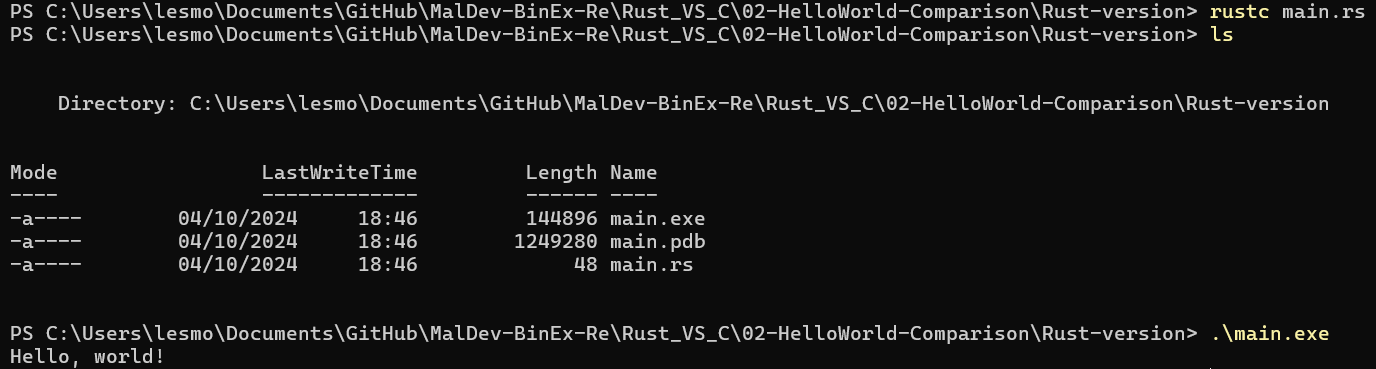 PS C:\Users\lesmo\Documents\GitHub\MalDev-BinEx-Re\Rust_VS_C\02-HelloWorld-Comparison\Rust-version> rustc main.rs
PS C:\Users\lesmo\Documents\GitHub\MalDev-BinEx-Re\Rust_VS_C\02-HelloWorld-Comparison\Rust-version> ls
    Directory: C:\Users\lesmo\Documents\GitHub\MalDev-BinEx-Re\Rust_VS_C\02-HelloWorld-Comparison\Rust-version
Mode                 LastWriteTime         Length Name
----                 -------------         ------ ----
-a----        04/10/2024     18:46         144896 main.exe
-a----        04/10/2024     18:46        1249280 main.pdb
-a----        04/10/2024     18:46             48 main.rs
PS C:\Users\lesmo\Documents\GitHub\MalDev-BinEx-Re\Rust_VS_C\02-HelloWorld-Comparison\Rust-version> .\main.exe
Hello, world!